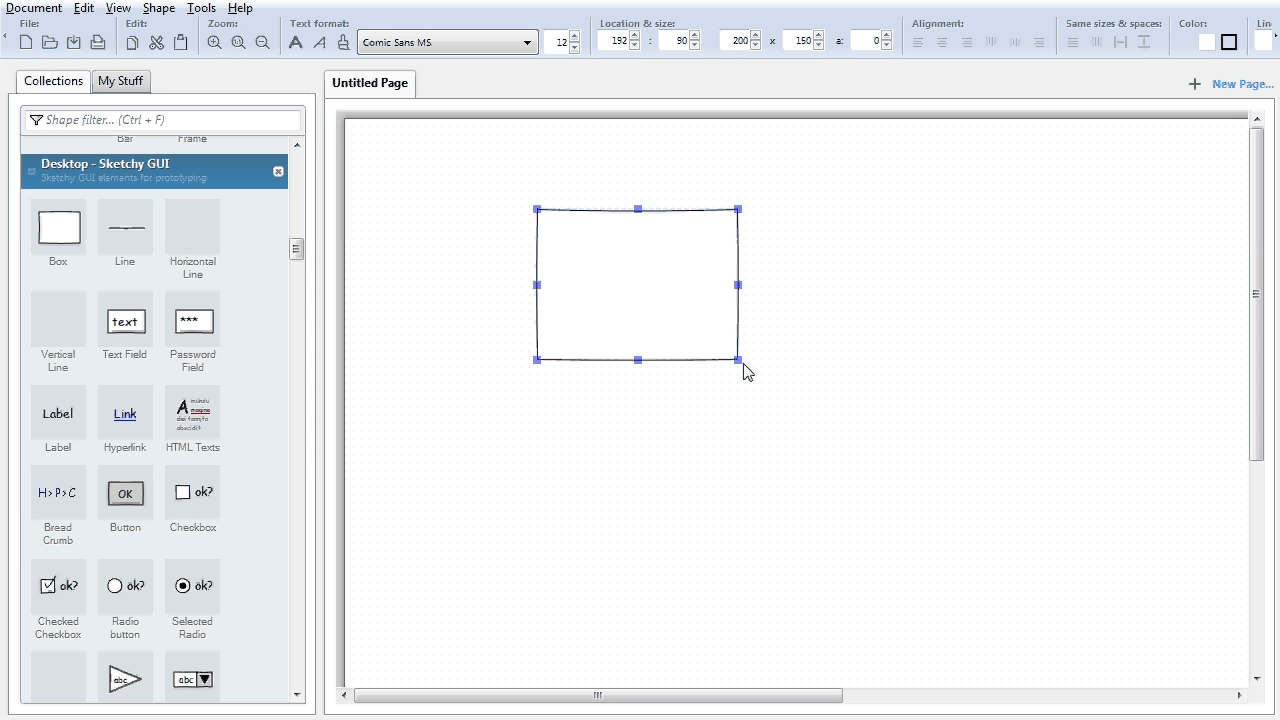 Document Edit View Shape Tools Help
File: Edit: Zoom: Text format: Location & size: Alignment: Same sizes & spaces: Color: Lin
Comic Sans MS 12 192 : 90 200 x 150 a: 0
Collections My Stuff Untitled Page New Page...
Shape filter... (Ctrl + F)
Bar Frame
Desktop - Sketchy GUI
Sketchy GUI elements for prototyping
Box Line Horizontal Line
text ***
Vertical Line Text Field Password Field
Label Link A
Label Hyperlink HTML Texts
H>P>C OK ok?
Bread Crumb Button Checkbox
ok? ok? ok?
Checked Checkbox Radio button Selected Radio
abc abc